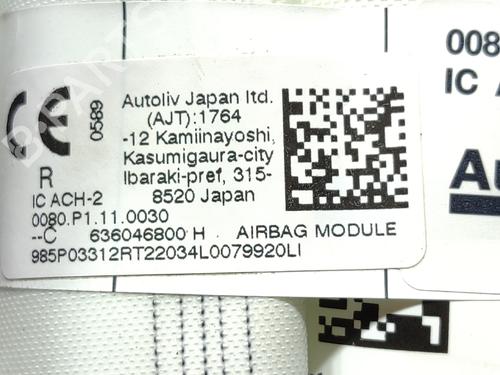 CE
0589
Autoliv Japan ltd.
(AJT):1764
-12 Kamiinayoshi,
Kasumigaura-city
Ibaraki-pref, 315-
8520 Japan
R
IC ACH-2
0080.P1.11.0030
--C 636046800 H AIRBAG MODULE
985P03312RT22034L0079920LI
008
IC A
Au
B-PARTS